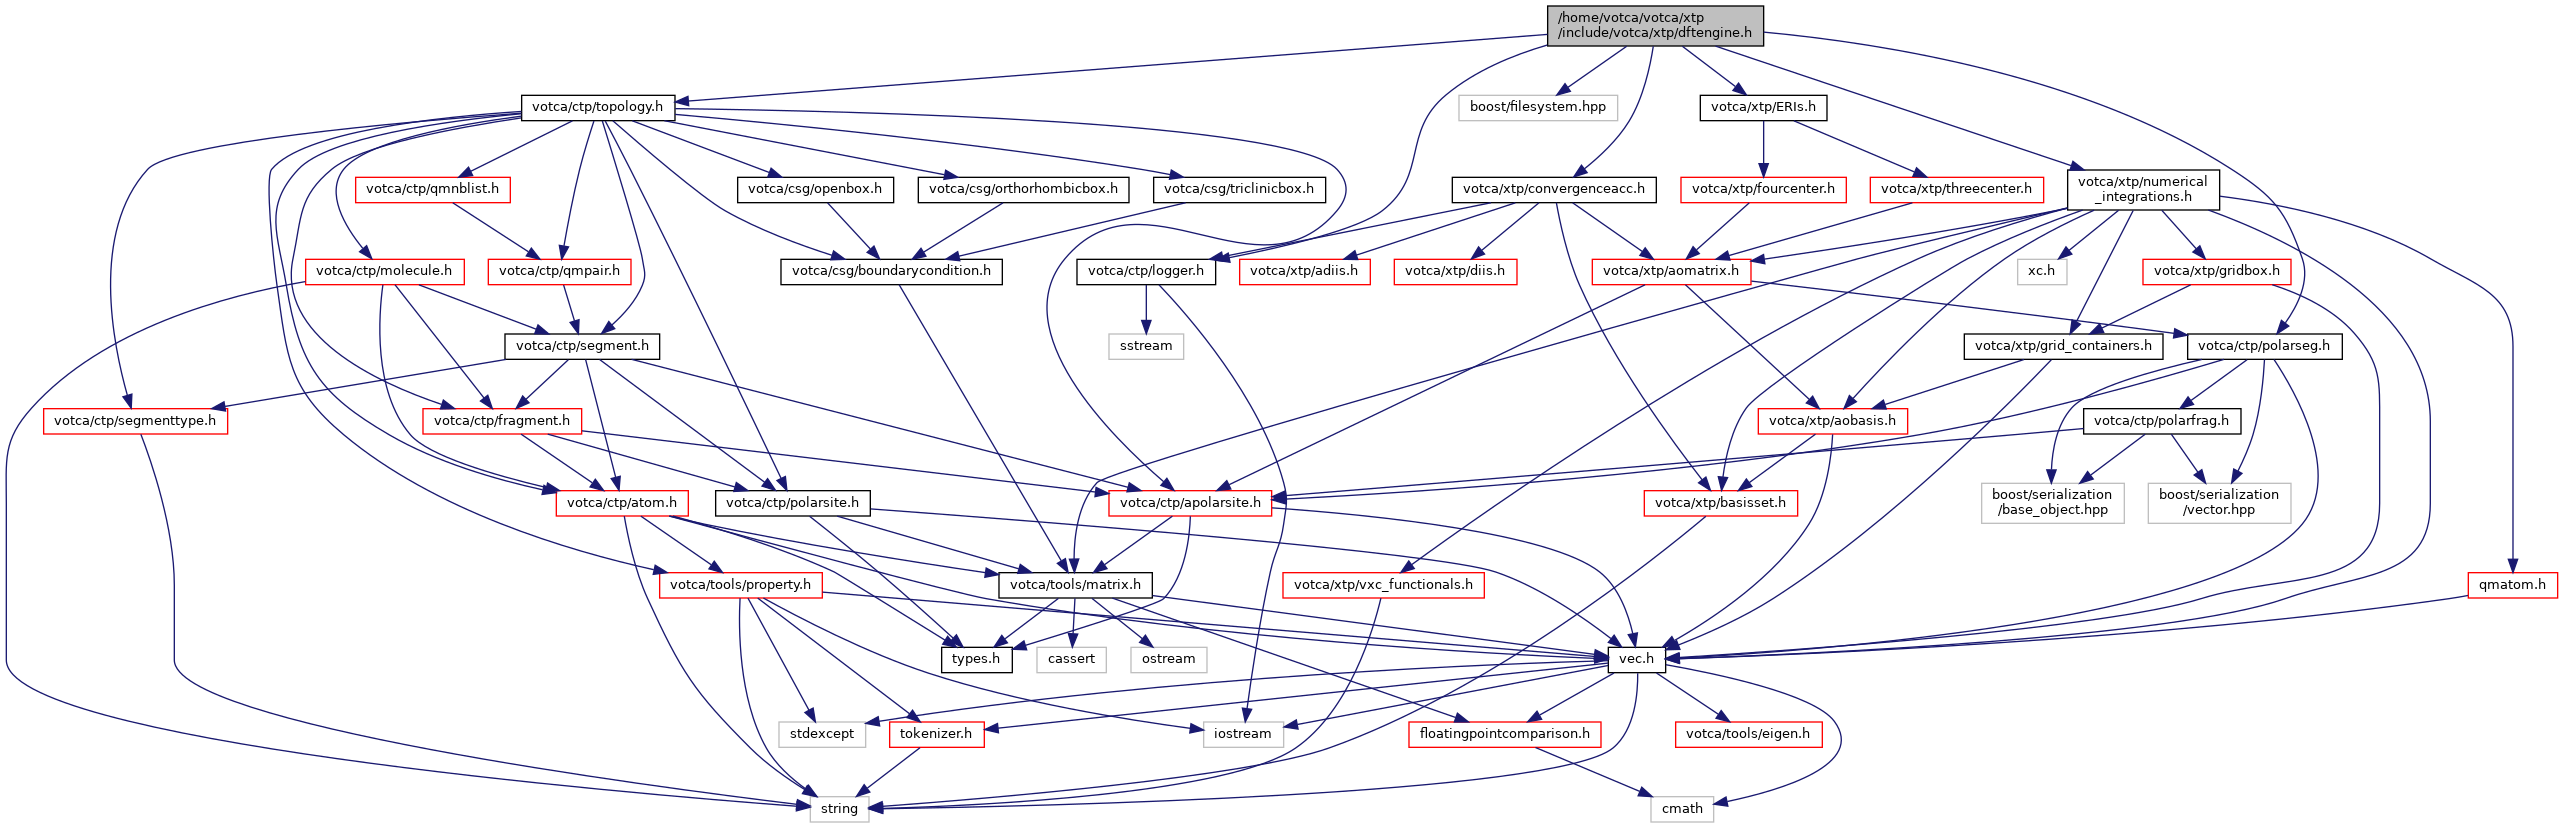 /home/votca/votca/xtp
/include/votca/xtp/dftengine.h
votca/ctp/topology.h
boost/filesystem.hpp
votca/xtp/ERIs.h
votca/ctp/qmnblist.h
votca/csg/openbox.h
votca/csg/orthorhombicbox.h
votca/csg/triclinicbox.h
votca/xtp/convergenceacc.h
votca/xtp/fourcenter.h
votca/xtp/threecenter.h
votca/xtp/numerical
_integrations.h
votca/ctp/molecule.h
votca/ctp/qmpair.h
votca/csg/boundarycondition.h
votca/ctp/logger.h
votca/xtp/adiis.h
votca/xtp/diis.h
votca/xtp/aomatrix.h
xc.h
votca/xtp/gridbox.h
votca/ctp/segment.h
sstream
votca/xtp/grid_containers.h
votca/ctp/polarseg.h
votca/ctp/segmenttype.h
votca/ctp/fragment.h
votca/xtp/aobasis.h
votca/ctp/polarfrag.h
votca/ctp/atom.h
votca/ctp/polarsite.h
votca/ctp/apolarsite.h
votca/xtp/basisset.h
boost/serialization
/base_object.hpp
boost/serialization
/vector.hpp
votca/tools/property.h
votca/tools/matrix.h
votca/xtp/vxc_functionals.h
qmatom.h
types.h
cassert
ostream
vec.h
stdexcept
tokenizer.h
iostream
floatingpointcomparison.h
votca/tools/eigen.h
string
cmath